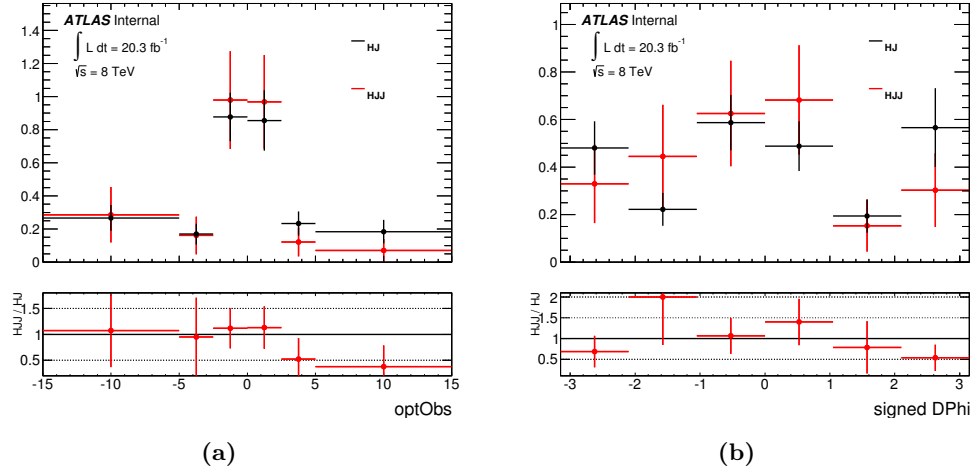 ATLAS Internal
∫ L dt = 20.3 fb⁻¹
√s = 8 TeV
HJ
HJJ
1.4
1.2
1
0.8
0.6
0.4
0.2
0
HJJ / HJ
1.5
1
0.5
-15 -10 -5 0 5 10 15
optObs
(a)
ATLAS Internal
∫ L dt = 20.3 fb⁻¹
√s = 8 TeV
HJ
HJJ
1
0.8
0.6
0.4
0.2
0
HJJ / HJ
2
1.5
1
0.5
-3 -2 -1 0 1 2 3
signed DPhi
(b)